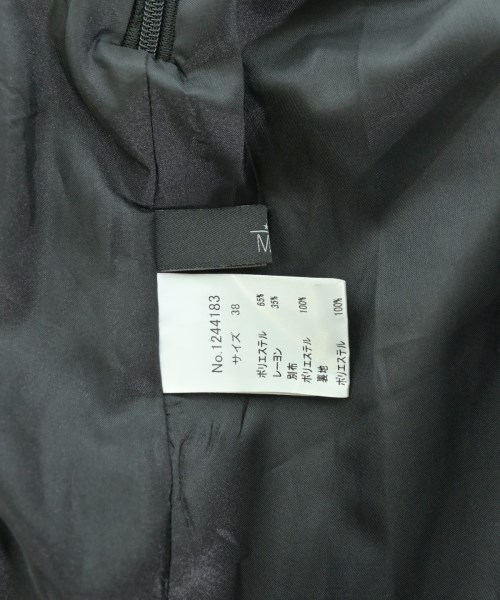 No.1244183
サイズ 38
ポリエステル 65%
レーヨン 35%
別布
ポリエステル 100%
裏地
ポリエステル 100%